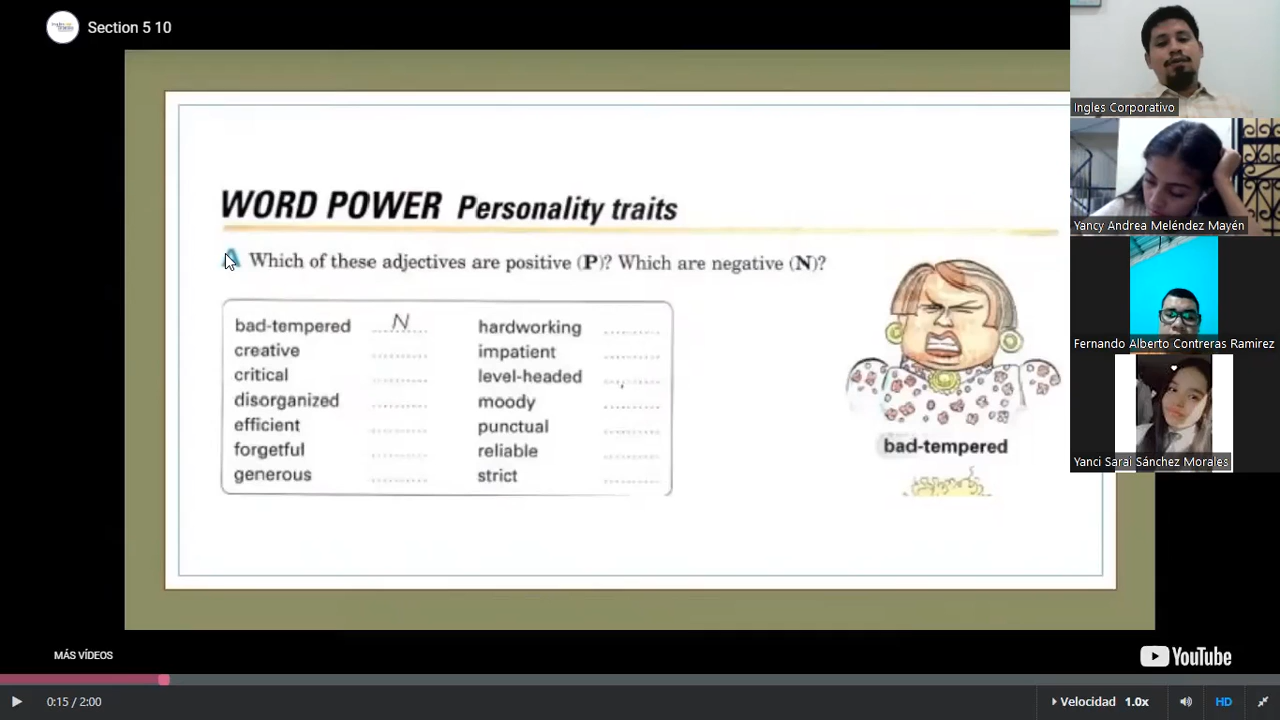 Section 5 10
WORD POWER Personality traits
A Which of these adjectives are positive (P)? Which are negative (N)?
bad-tempered N
creative
critical
disorganized
efficient
forgetful
generous
hardworking
impatient
level-headed
moody
punctual
reliable
strict
bad-tempered
Ingles Corporativo
Yancy Andrea Meléndez Mayén
Fernando Alberto Contreras Ramirez
Yanci Sarai Sánchez Morales
MÁS VÍDEOS
YouTube
0:15 / 2:00
Velocidad 1.0x
HD